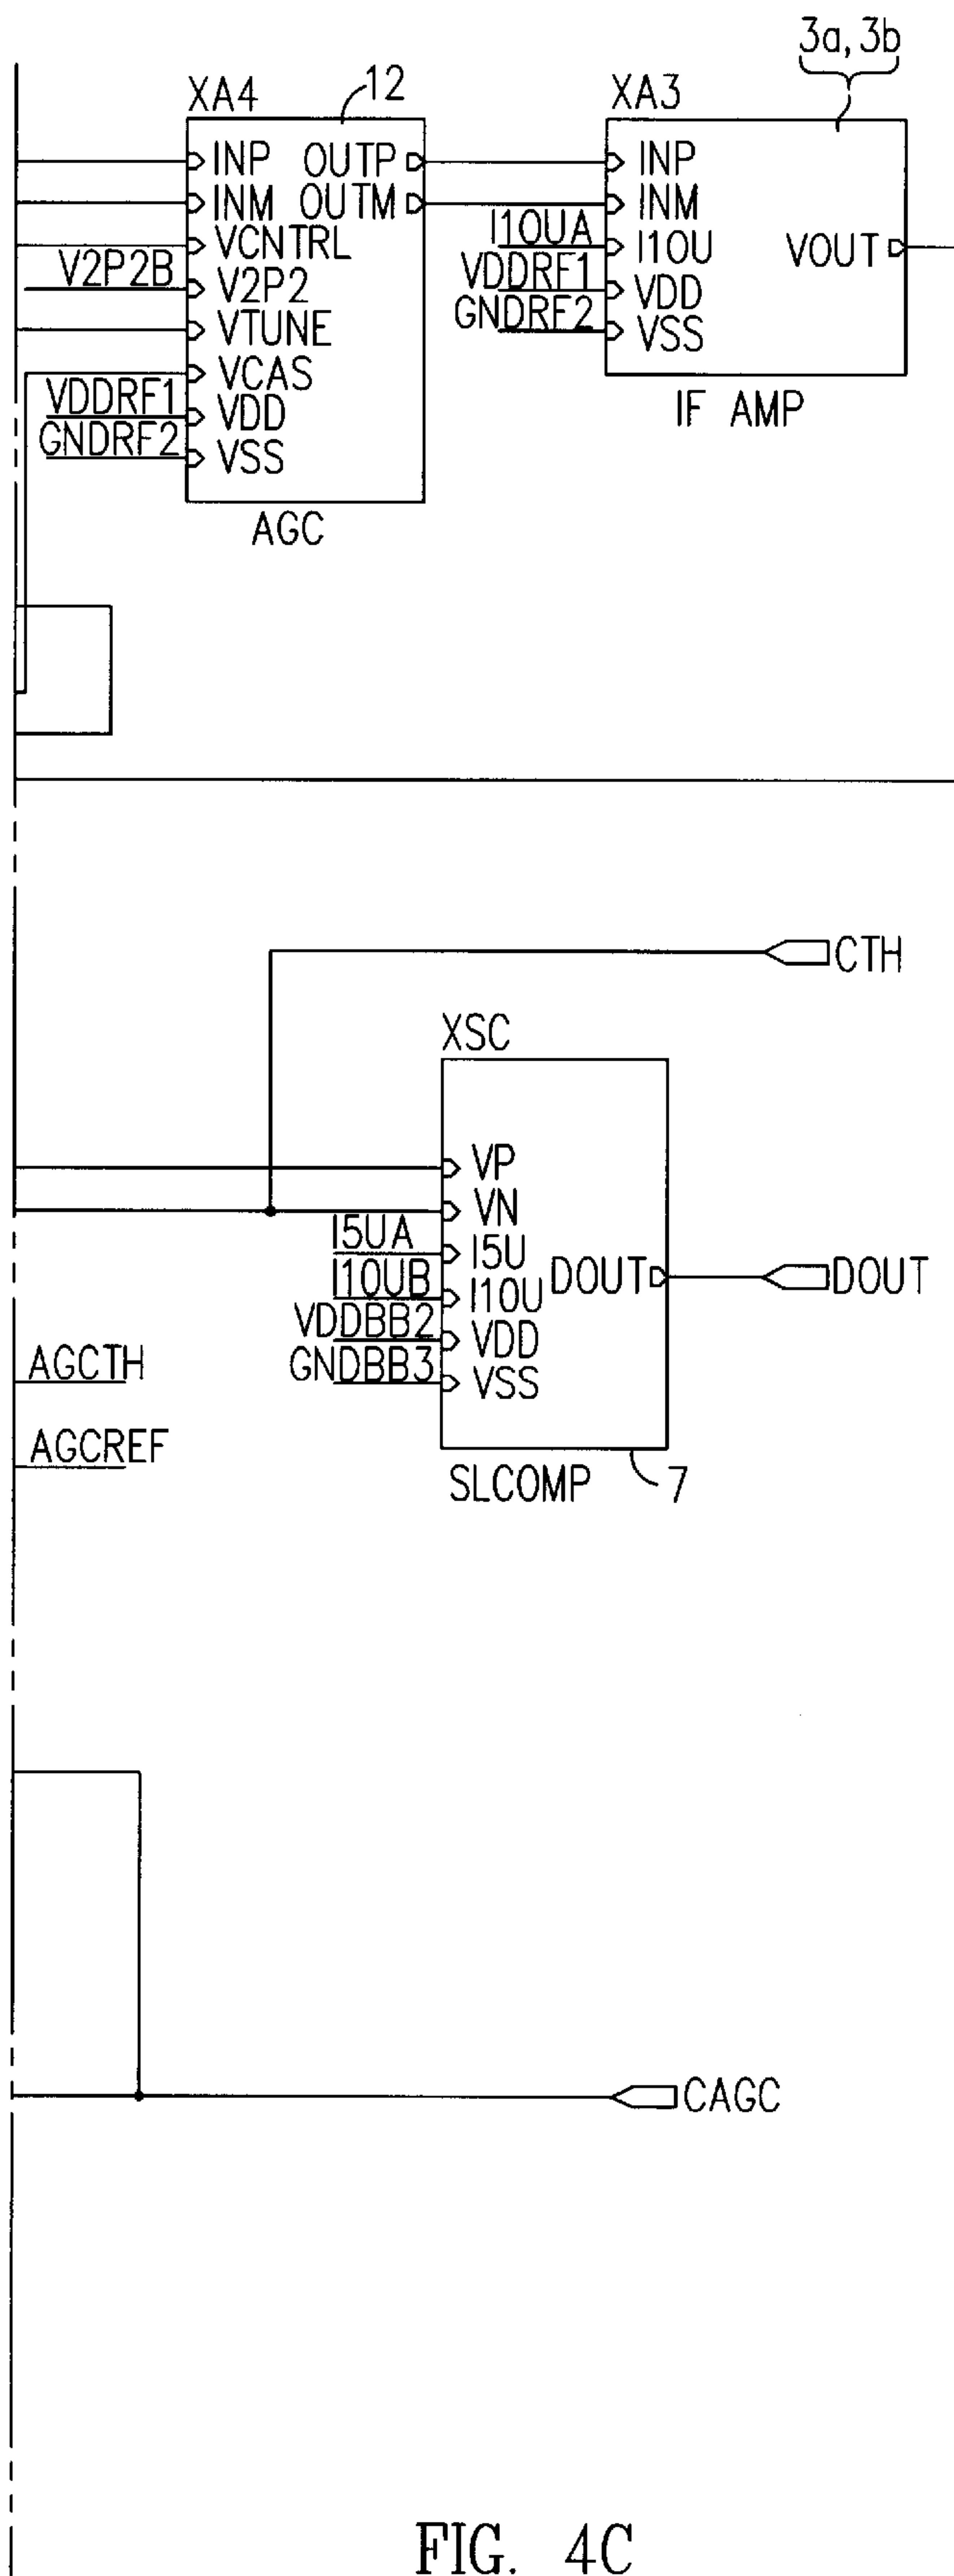 3a, 3b
XA4
12
XA3
INP OUTP
INM OUTM
VCNTRL
V2P2B
V2P2
VTUNE
VCAS
VDDRF1
VDD
GNDRF2
VSS
AGC
INP
INM
I10UA
I10U
VOUT
VDDRF1
VDD
GNDRF2
VSS
IF AMP
CTH
XSC
VP
VN
I5UA
I5U
DOUT
DOUT
I10UB
I10U
VDDBB2
VDD
GNDBB3
VSS
AGCTH
AGCREF
SLCOMP
7
CAGC
FIG. 4C